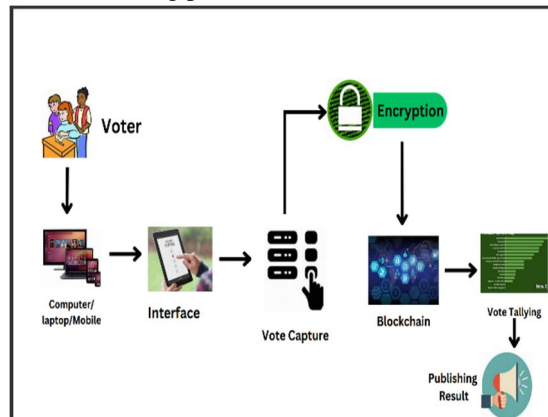 Voter
Encryption
Computer/
laptop/Mobile
Interface
Vote Capture
Blockchain
Vote Tallying
Publishing
Result